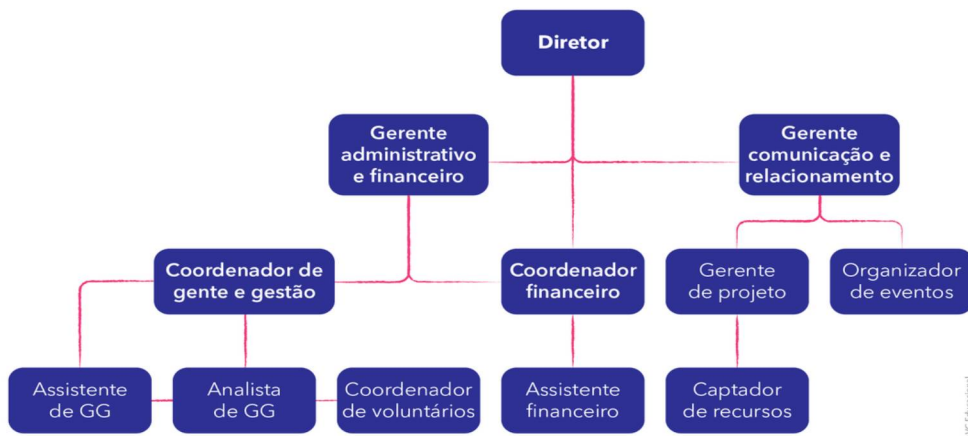 Diretor
Gerente
administrativo
e financeiro
Gerente
comunicação e
relacionamento
Coordenador de
gente e gestão
Coordenador
financeiro
Gerente
de projeto
Organizador
de eventos
Assistente
de GG
Analista
de GG
Coordenador
de voluntários
Assistente
financeiro
Captador
de recursos